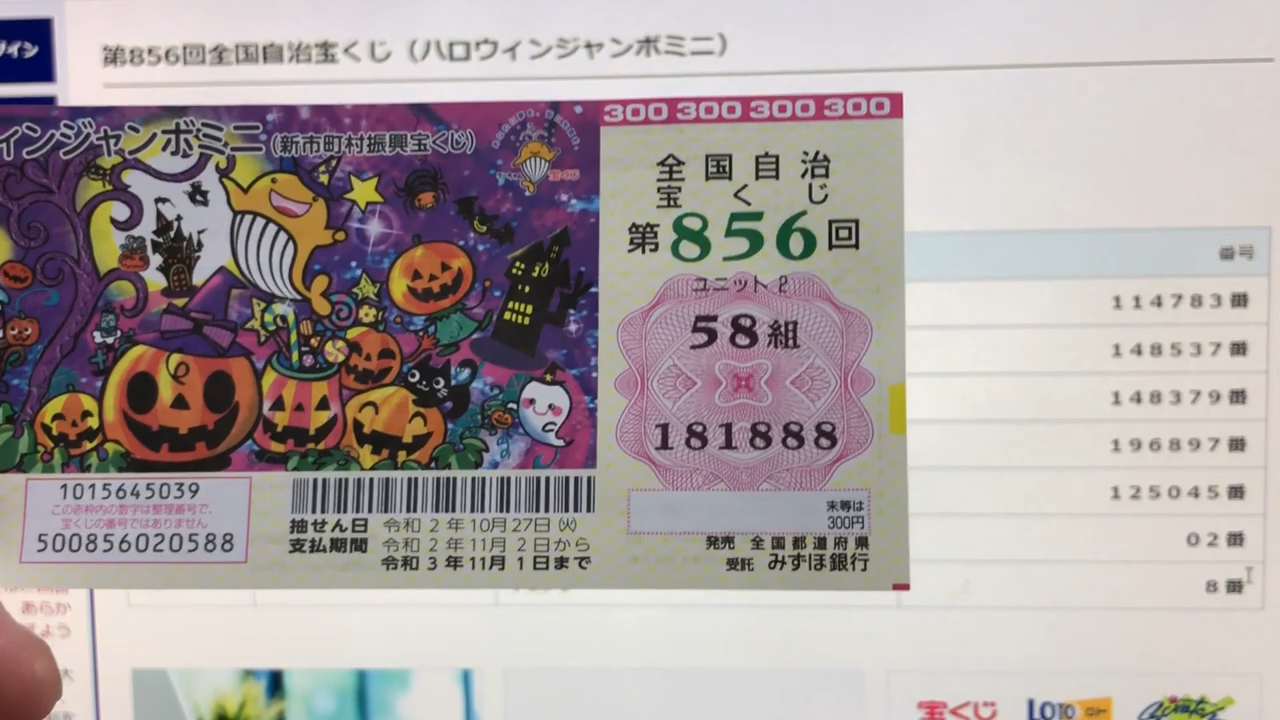 第856回全国自治宝くじ（ハロウィンジャンボミニ）
ィンジャンボミニ（新市町村振興宝くじ）
宝くじ
300 300 300 300
全国自治
宝くじ
第856回
ユニット2
58組
181888
末等は
300円
発売 全国都道府県
受託 みずほ銀行
1015645039
この赤枠内の数字は整理番号で、
宝くじの番号ではありません
500856020588
抽せん日 令和 2 年 10月 27日 (火)
支払期間 令和 2 年 11月 2 日から
令和 3 年 11月 1 日まで
番号
114783番
148537番
148379番
196897番
125045番
02番
8番
あらか
宝くじ
LOTO